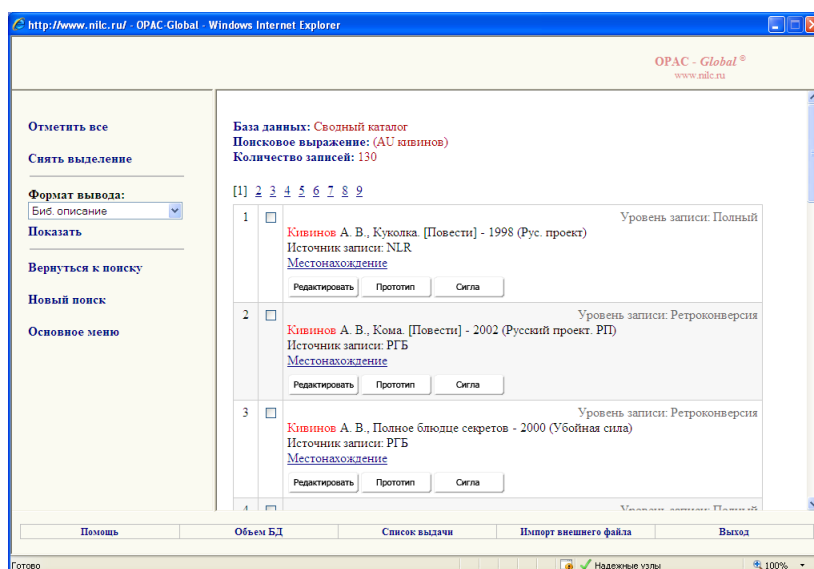 http://www.nilc.ru/ - OPAC-Global - Windows Internet Explorer
OPAC - Global ®
www.nilc.ru
Отметить все
Снять выделение
Формат вывода:
Биб. описание
Показать
Вернуться к поиску
Новый поиск
Основное меню
База данных: Сводный каталог
Поисковое выражение: (AU кивинов)
Количество записей: 130
[1] 2 3 4 5 6 7 8 9
1 Уровень записи: Полный
Кивинов А. В., Куколка. [Повести] - 1998 (Рус. проект)
Источник записи: NLR
Местонахождение
Редактировать Прототип Сигла
2 Уровень записи: Ретроконверсия
Кивинов А. В., Кома. [Повести] - 2002 (Русский проект. РП)
Источник записи: РГБ
Местонахождение
Редактировать Прототип Сигла
3 Уровень записи: Ретроконверсия
Кивинов А. В., Полное блюдце секретов - 2000 (Убойная сила)
Источник записи: РГБ
Местонахождение
Редактировать Прототип Сигла
4 Уровень записи: Полный
Помощь Объем БД Список выдачи Импорт внешнего файла Выход
Готово Надежные узлы 100%